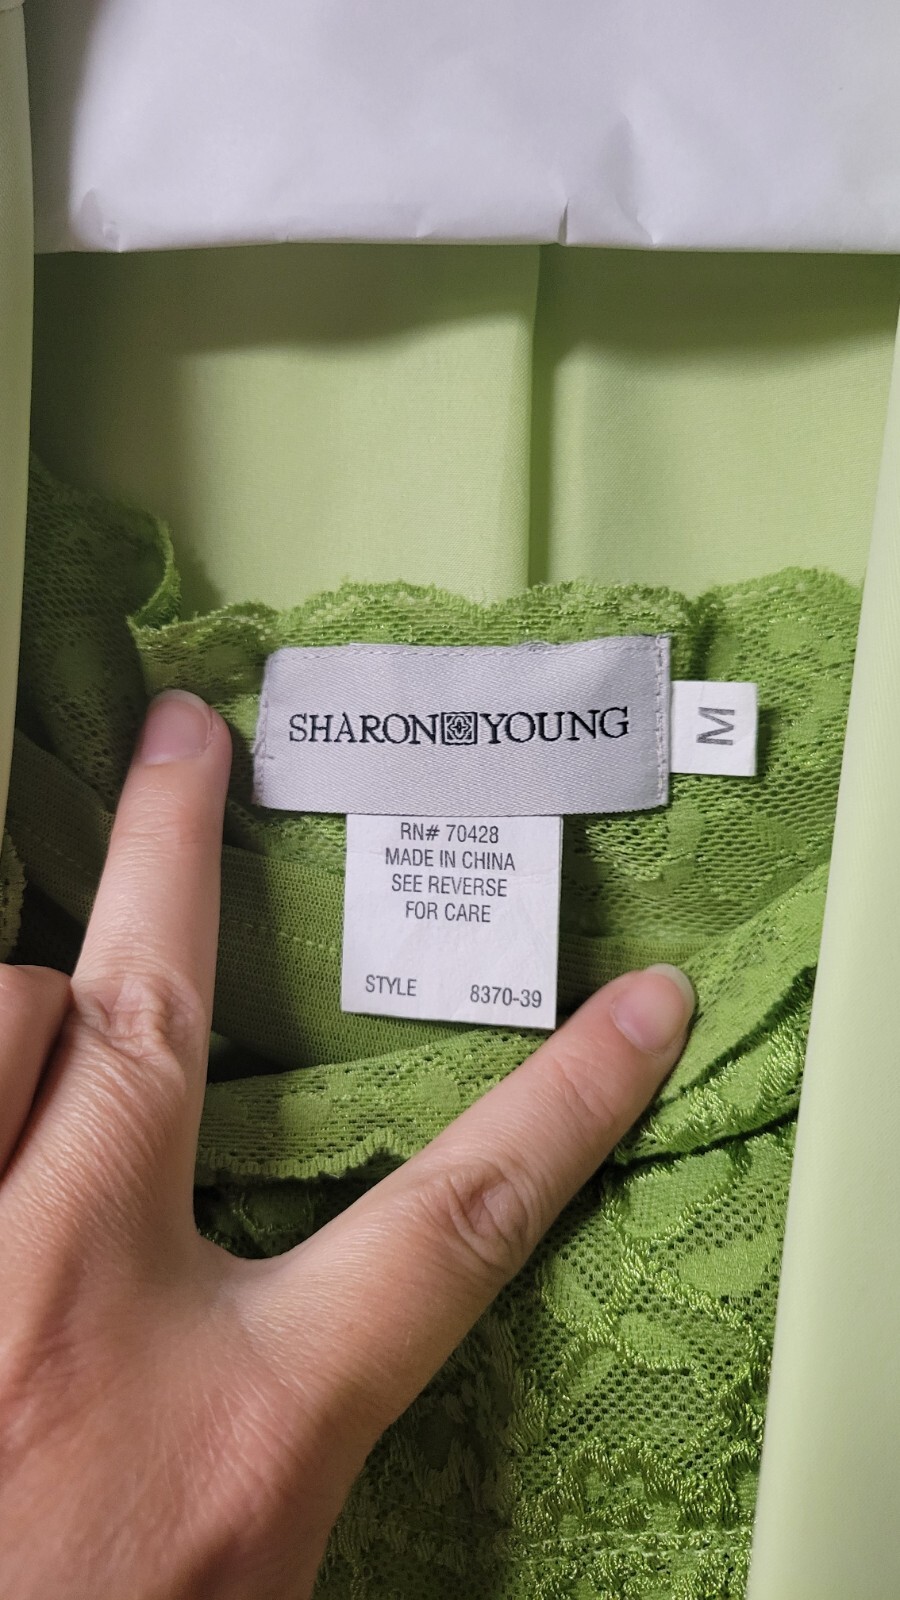 SHARON YOUNG
M
RN# 70428
MADE IN CHINA
SEE REVERSE
FOR CARE
STYLE 8370-39